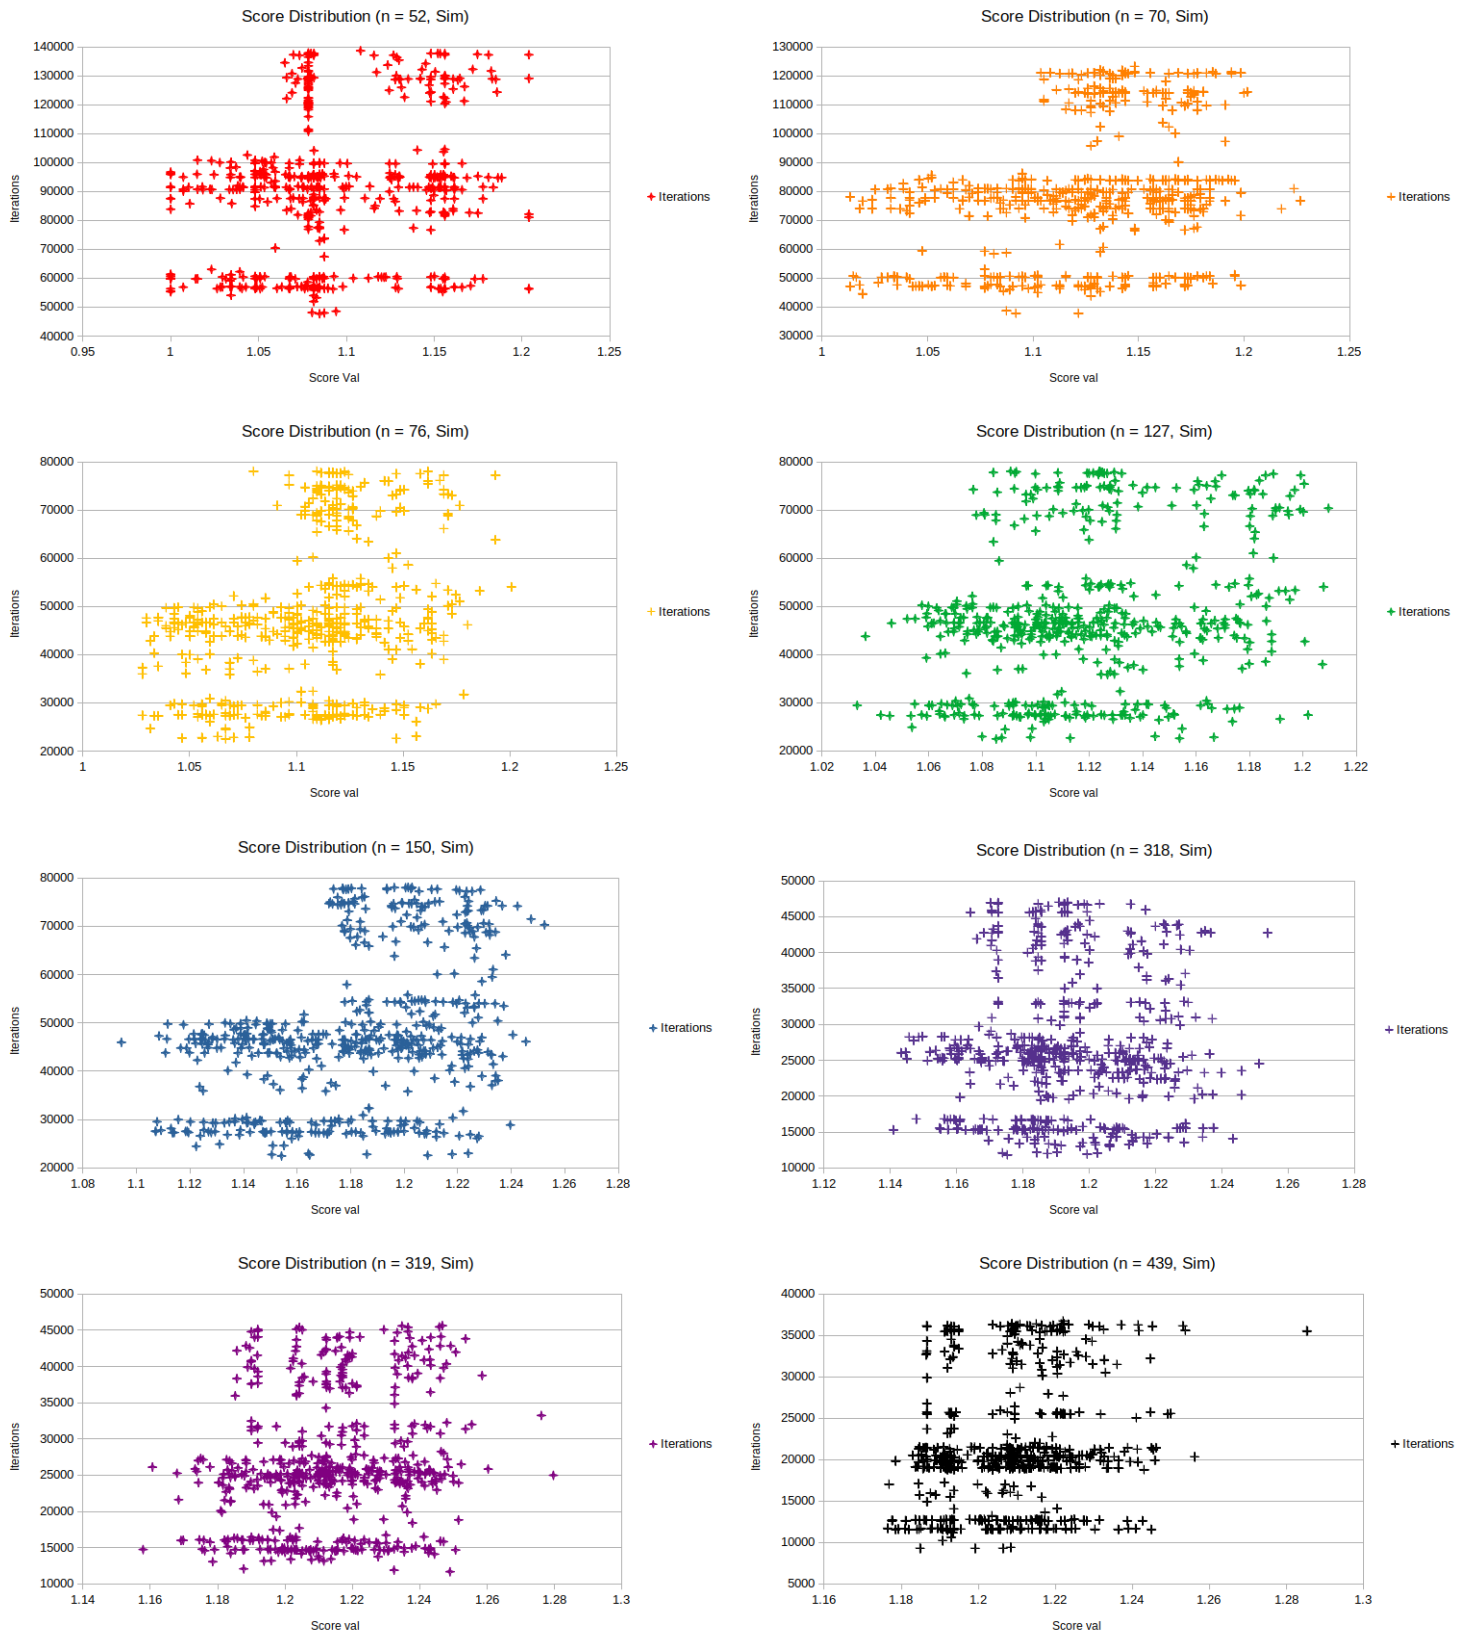 Score Distribution (n = 52, Sim)
140000
130000
120000
110000
100000
90000
80000
70000
60000
50000
40000
0.95 1 1.05 1.1 1.15 1.2 1.25
Iterations
Score Val
Iterations
Score Distribution (n = 70, Sim)
130000
120000
110000
100000
90000
80000
70000
60000
50000
40000
30000
1 1.05 1.1 1.15 1.2 1.25
Iterations
Score val
Iterations
Score Distribution (n = 76, Sim)
80000
70000
60000
50000
40000
30000
20000
1 1.05 1.1 1.15 1.2 1.25
Iterations
Score val
Iterations
Score Distribution (n = 127, Sim)
80000
70000
60000
50000
40000
30000
20000
1.02 1.04 1.06 1.08 1.1 1.12 1.14 1.16 1.18 1.2 1.22
Iterations
Score val
Iterations
Score Distribution (n = 150, Sim)
80000
70000
60000
50000
40000
30000
20000
1.08 1.1 1.12 1.14 1.16 1.18 1.2 1.22 1.24 1.26 1.28
Iterations
Score val
Iterations
Score Distribution (n = 318, Sim)
50000
45000
40000
35000
30000
25000
20000
15000
10000
1.12 1.14 1.16 1.18 1.2 1.22 1.24 1.26 1.28
Iterations
Score val
Iterations
Score Distribution (n = 319, Sim)
50000
45000
40000
35000
30000
25000
20000
15000
10000
1.14 1.16 1.18 1.2 1.22 1.24 1.26 1.28 1.3
Iterations
Score val
Iterations
Score Distribution (n = 439, Sim)
40000
35000
30000
25000
20000
15000
10000
5000
1.16 1.18 1.2 1.22 1.24 1.26 1.28 1.3
Iterations
Score val
Iterations